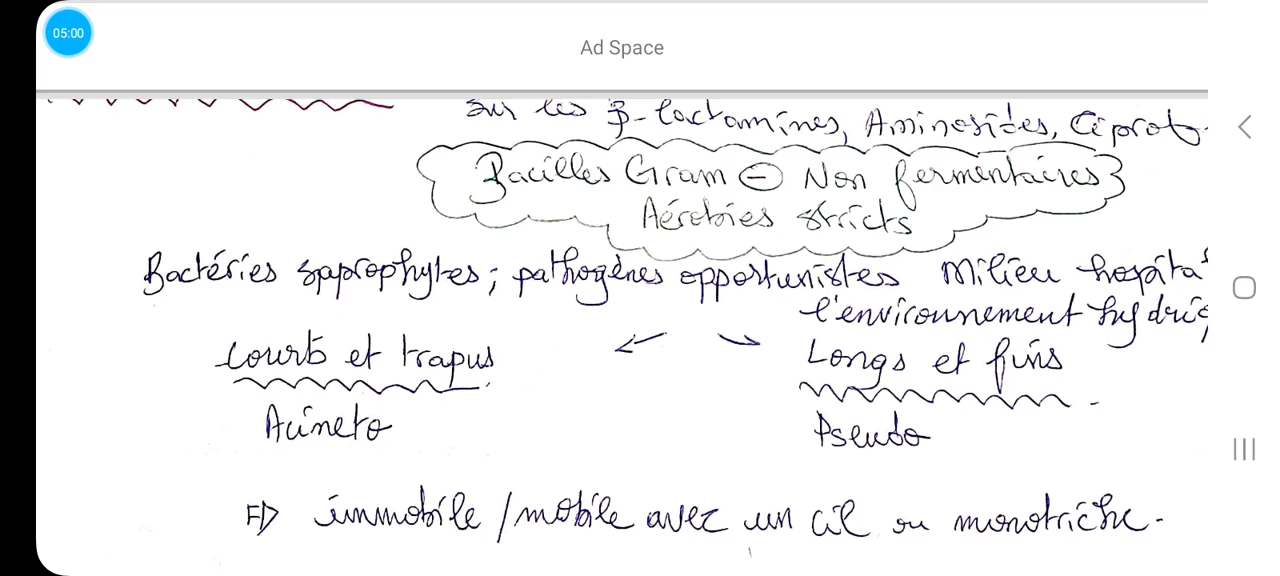 05:00
Ad Space
sur les β-lactamines, Aminosides, Ciprof
Bacilles Gram ⊖ Non fermentaires
Aérobies stricts
Bactéries saprophytes; pathogènes opportunistes Milieu hospita
l'environnement hydriq
courts et trapus
Longs et fins
Acineto
Pseudo
=> immobile / mobile avec un cil ou monotriche.